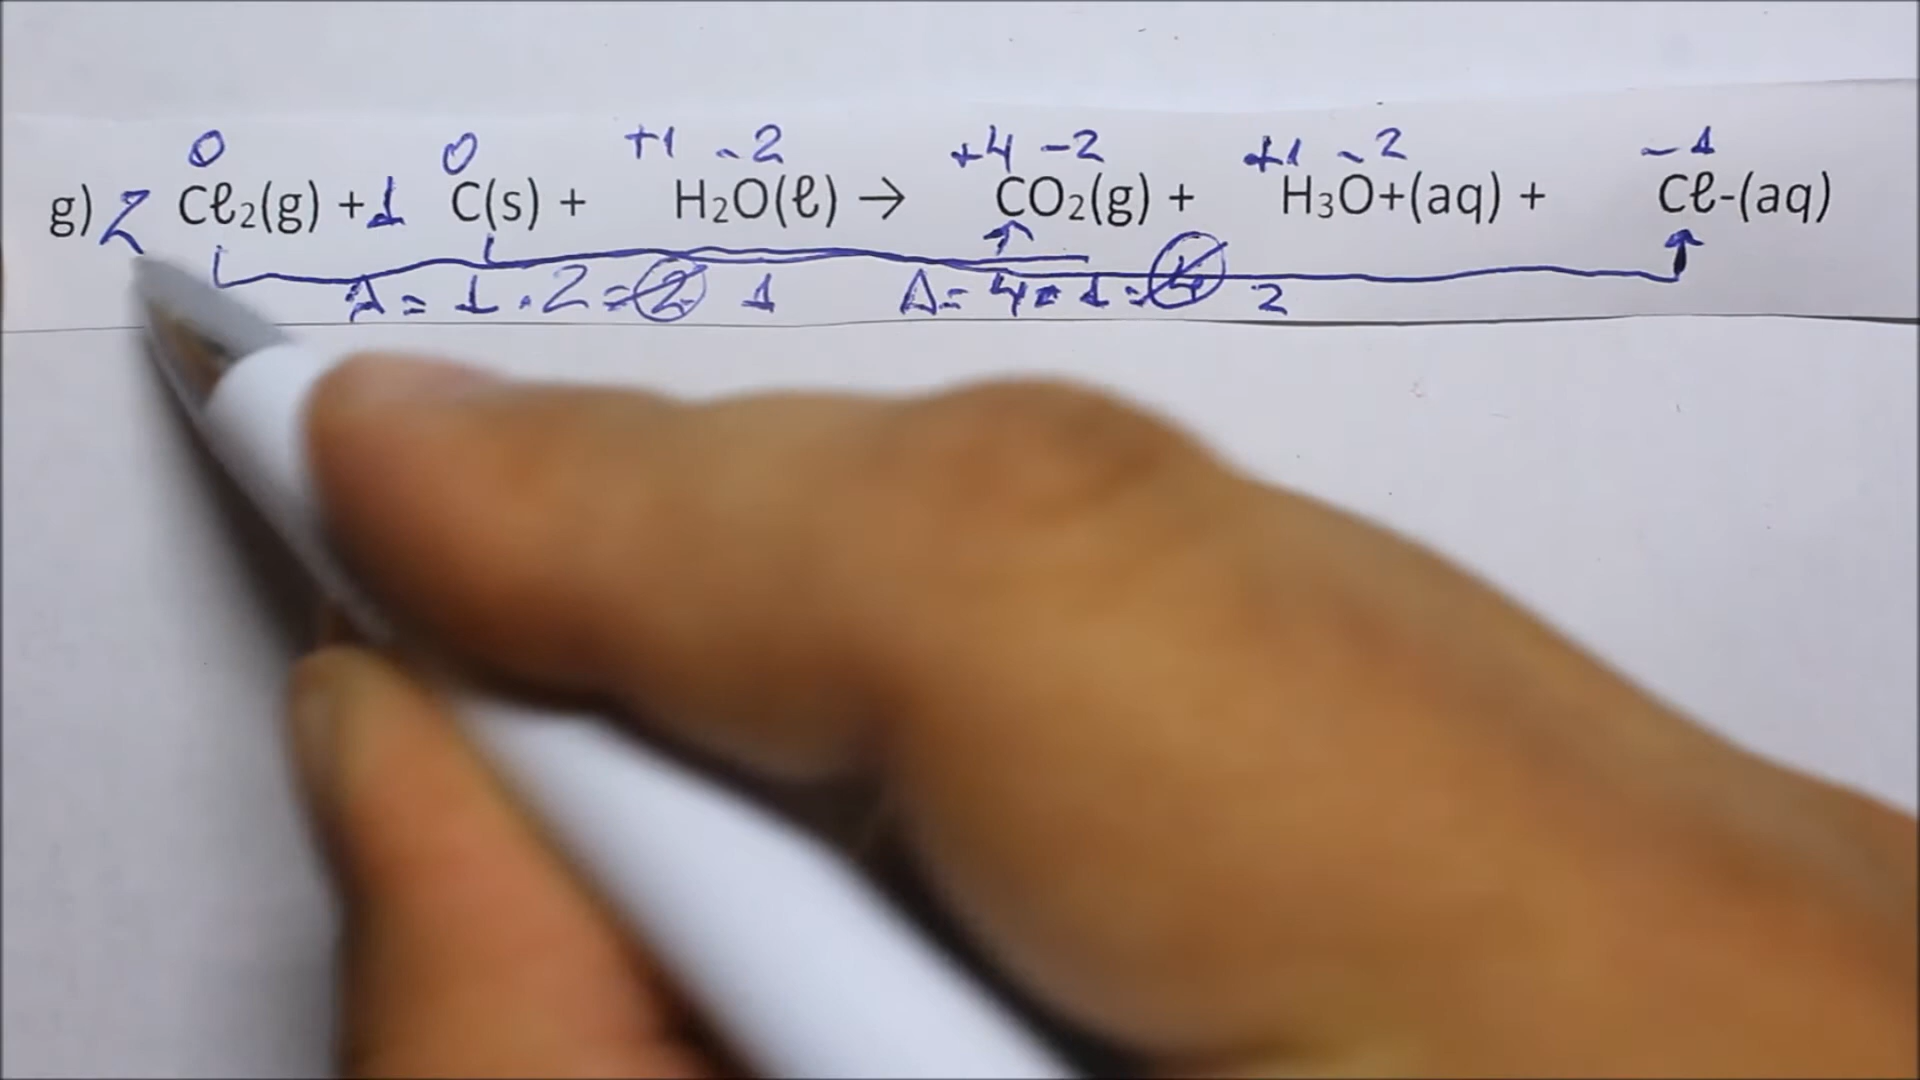 0 0 +1 -2 +4 -2 +1 -2 -1
g) 2 Cℓ₂(g) + 1 C(s) + H₂O(ℓ) → CO₂(g) + H₃O+(aq) + Cℓ-(aq)
Δ = 1 . 2 = 2 1 Δ = 4 . 1 = 4 2